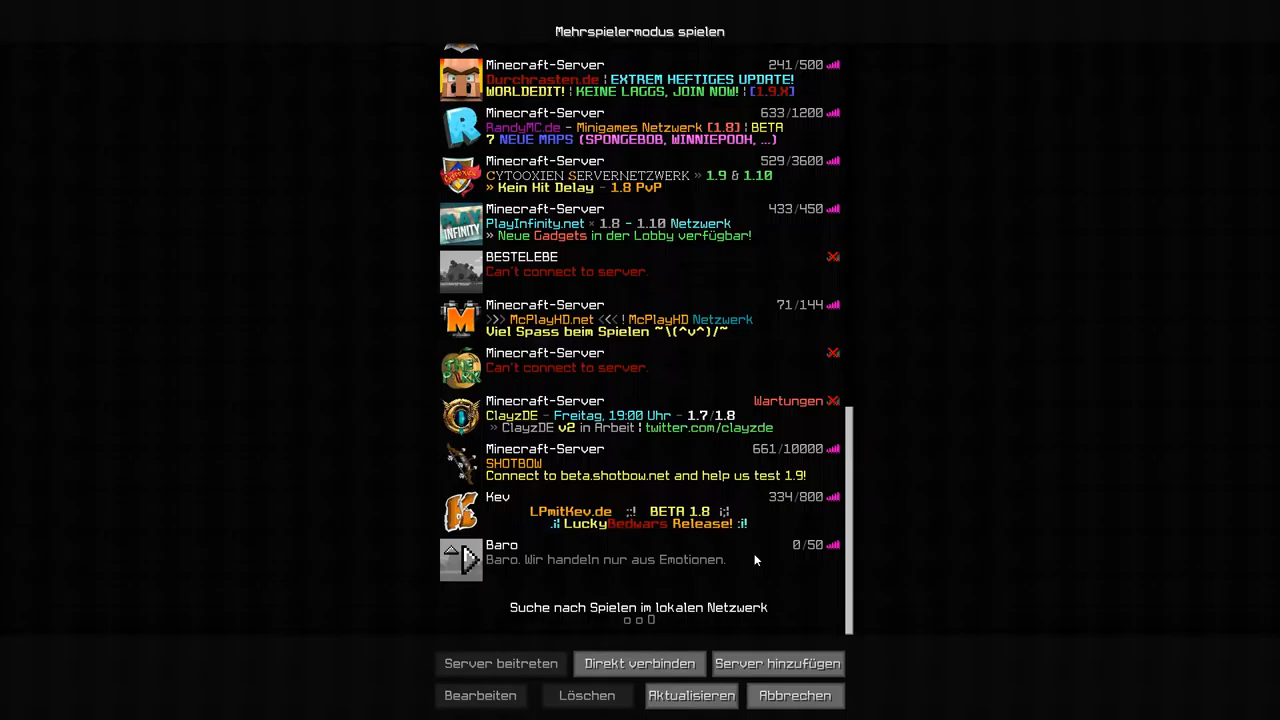 Mehrspielermodus spielen
Minecraft-Server 241/500
Durchrasten.de ¦ EXTREM HEFTIGES UPDATE!
WORLDEDIT! ¦ KEINE LAGGS, JOIN NOW! ¦ [1.9.X]
Minecraft-Server 633/1200
RandyMC.de - Minigames Netzwerk [1.8] ¦ BETA
7 NEUE MAPS (SPONGEBOB, WINNIEPOOH, ...)
Minecraft-Server 529/3600
CYTOOXIEN SERVERNETZWERK » 1.9 & 1.10
» Kein Hit Delay - 1.8 PvP
Minecraft-Server 433/450
PLAY INFINITY
PlayInfinity.net × 1.8 - 1.10 Netzwerk
» Neue Gadgets in der Lobby verfügbar!
BESTELEBE
Can't connect to server.
Minecraft-Server 71/144
>>> McPlayHD.net <<< ! McPlayHD Netzwerk
Viel Spass beim Spielen ~\(^v^)/~
Minecraft-Server
Can't connect to server.
Minecraft-Server Wartungen
ClayzDE - Freitag, 19:00 Uhr - 1.7/1.8
» ClayzDE v2 in Arbeit ¦ twitter.com/clayzde
Minecraft-Server 661/10000
SHOTBOW
Connect to beta.shotbow.net and help us test 1.9!
Kev 334/800
LPmitKev.de .:! BETA 1.8 !:.
.:¦ LuckyBedwars Release! :¦!
Baro 0/50
Baro. Wir handeln nur aus Emotionen.
Suche nach Spielen im lokalen Netzwerk
o o O
Server beitreten Direkt verbinden Server hinzufügen
Bearbeiten Löschen Aktualisieren Abbrechen